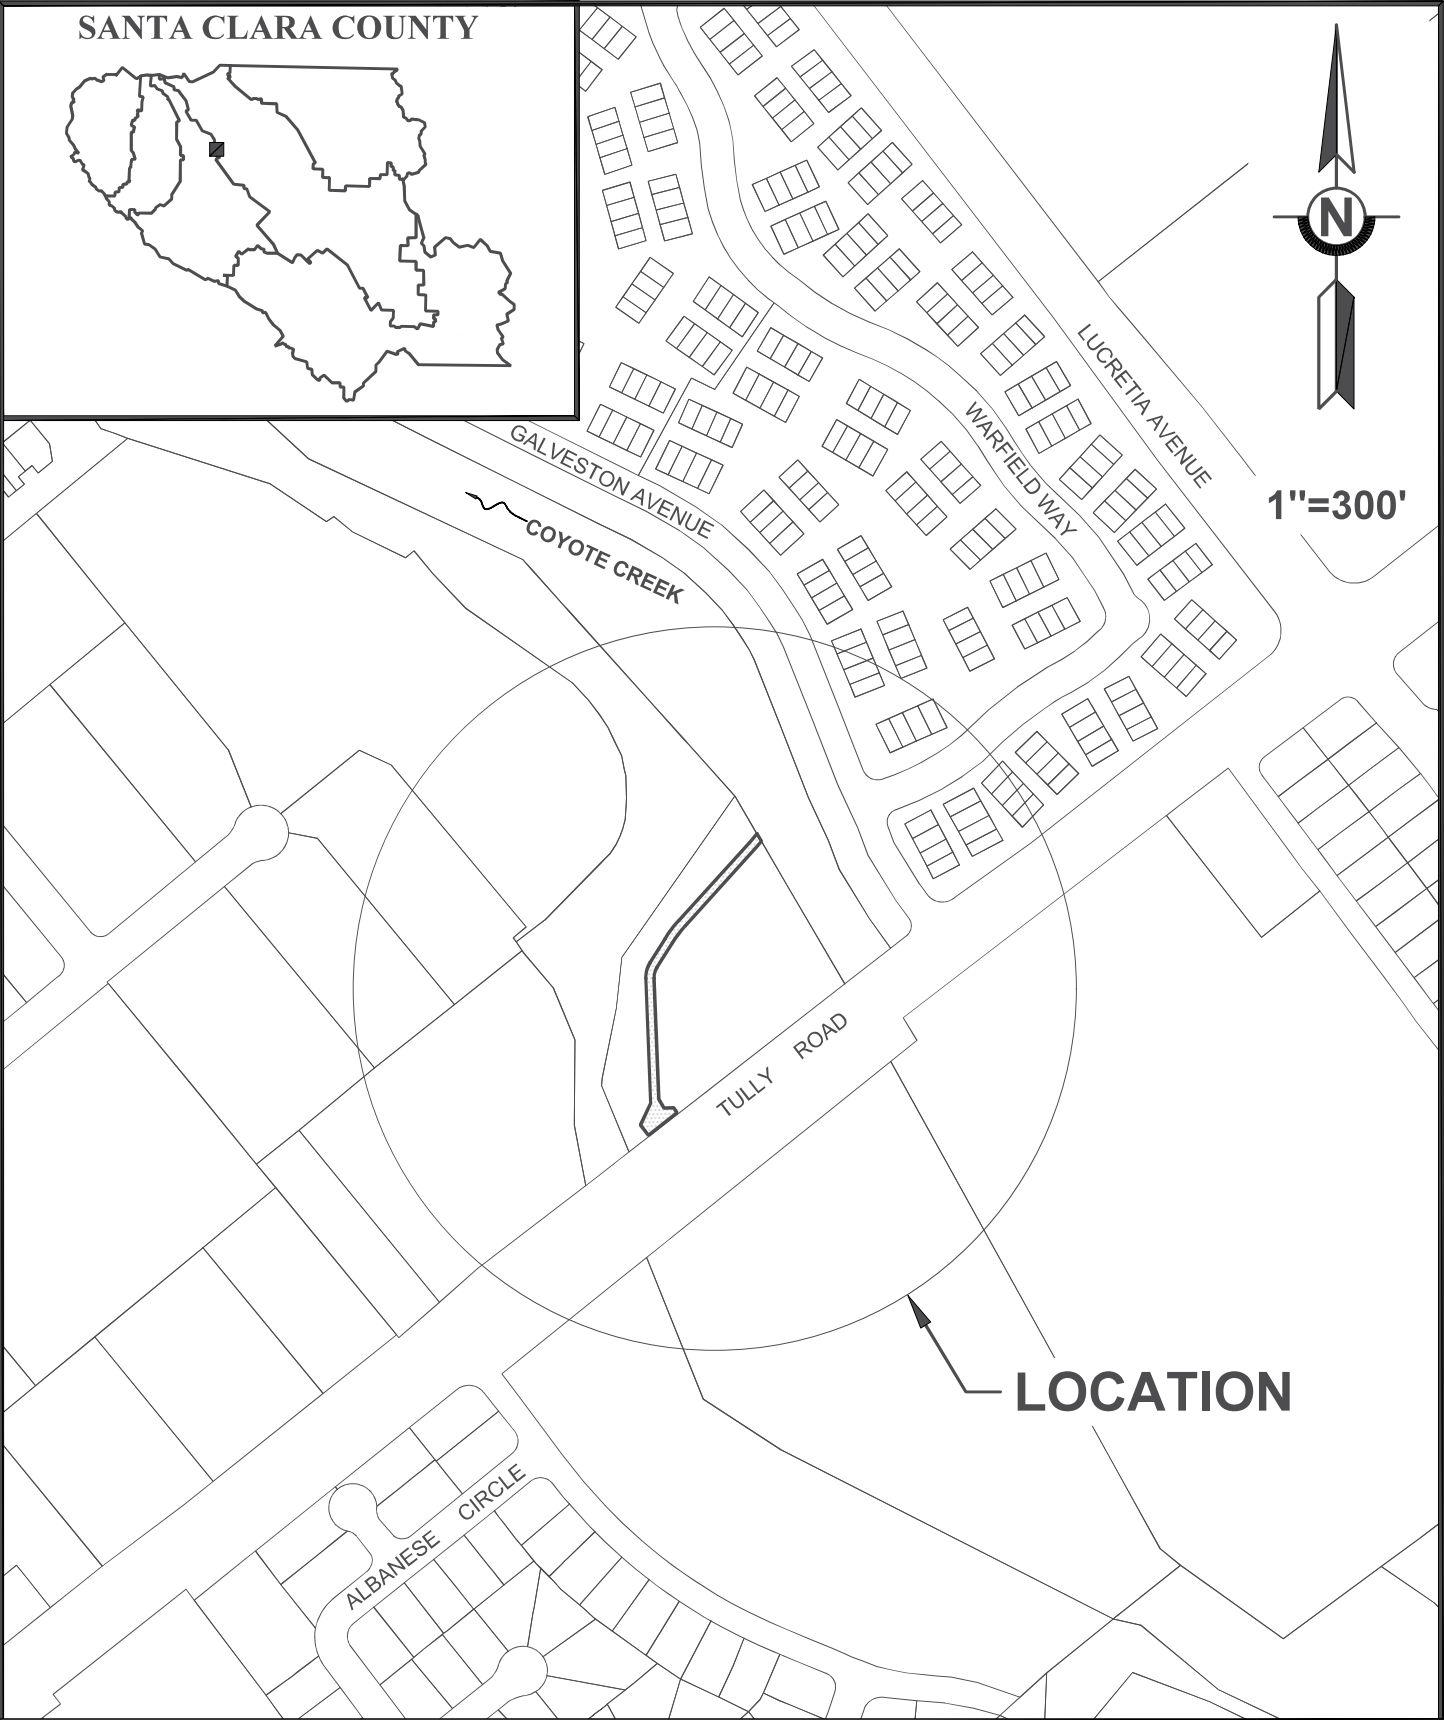 SANTA CLARA COUNTY
N
LUCRETIA AVENUE
WARFIELD WAY
GALVESTON AVENUE
1"=300'
COYOTE CREEK
TULLY ROAD
LOCATION
ALBANESE CIRCLE